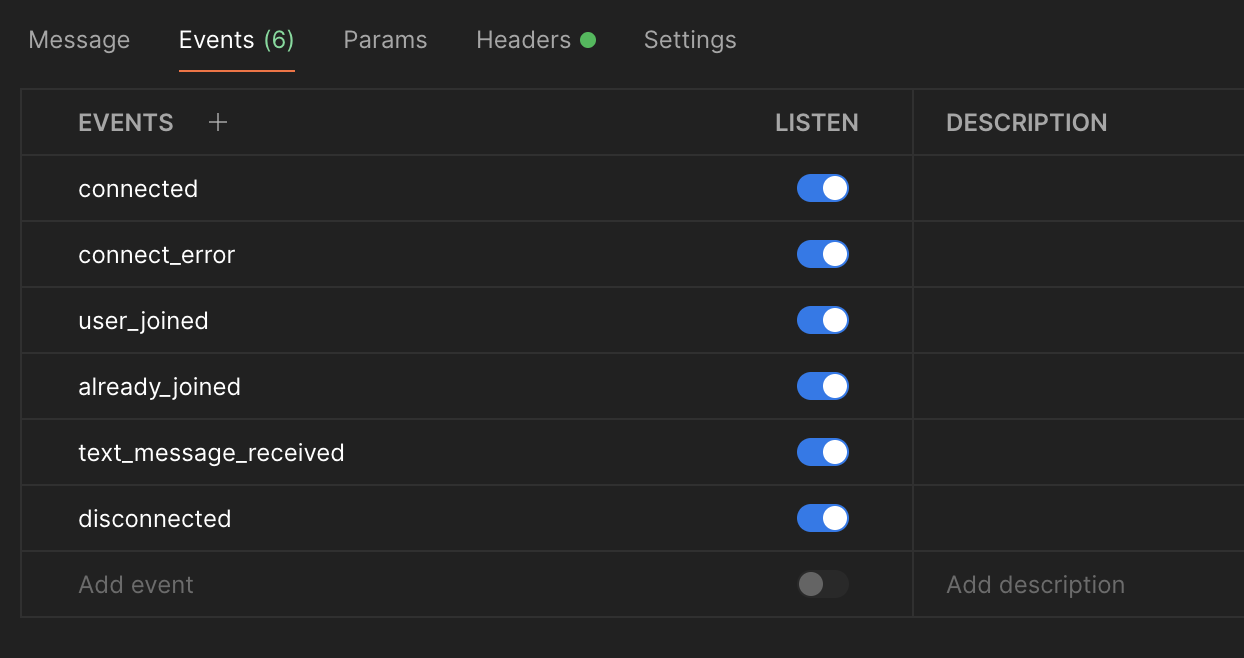 Message Events (6) Params Headers Settings
EVENTS + LISTEN DESCRIPTION
connected
connect_error
user_joined
already_joined
text_message_received
disconnected
Add event Add description